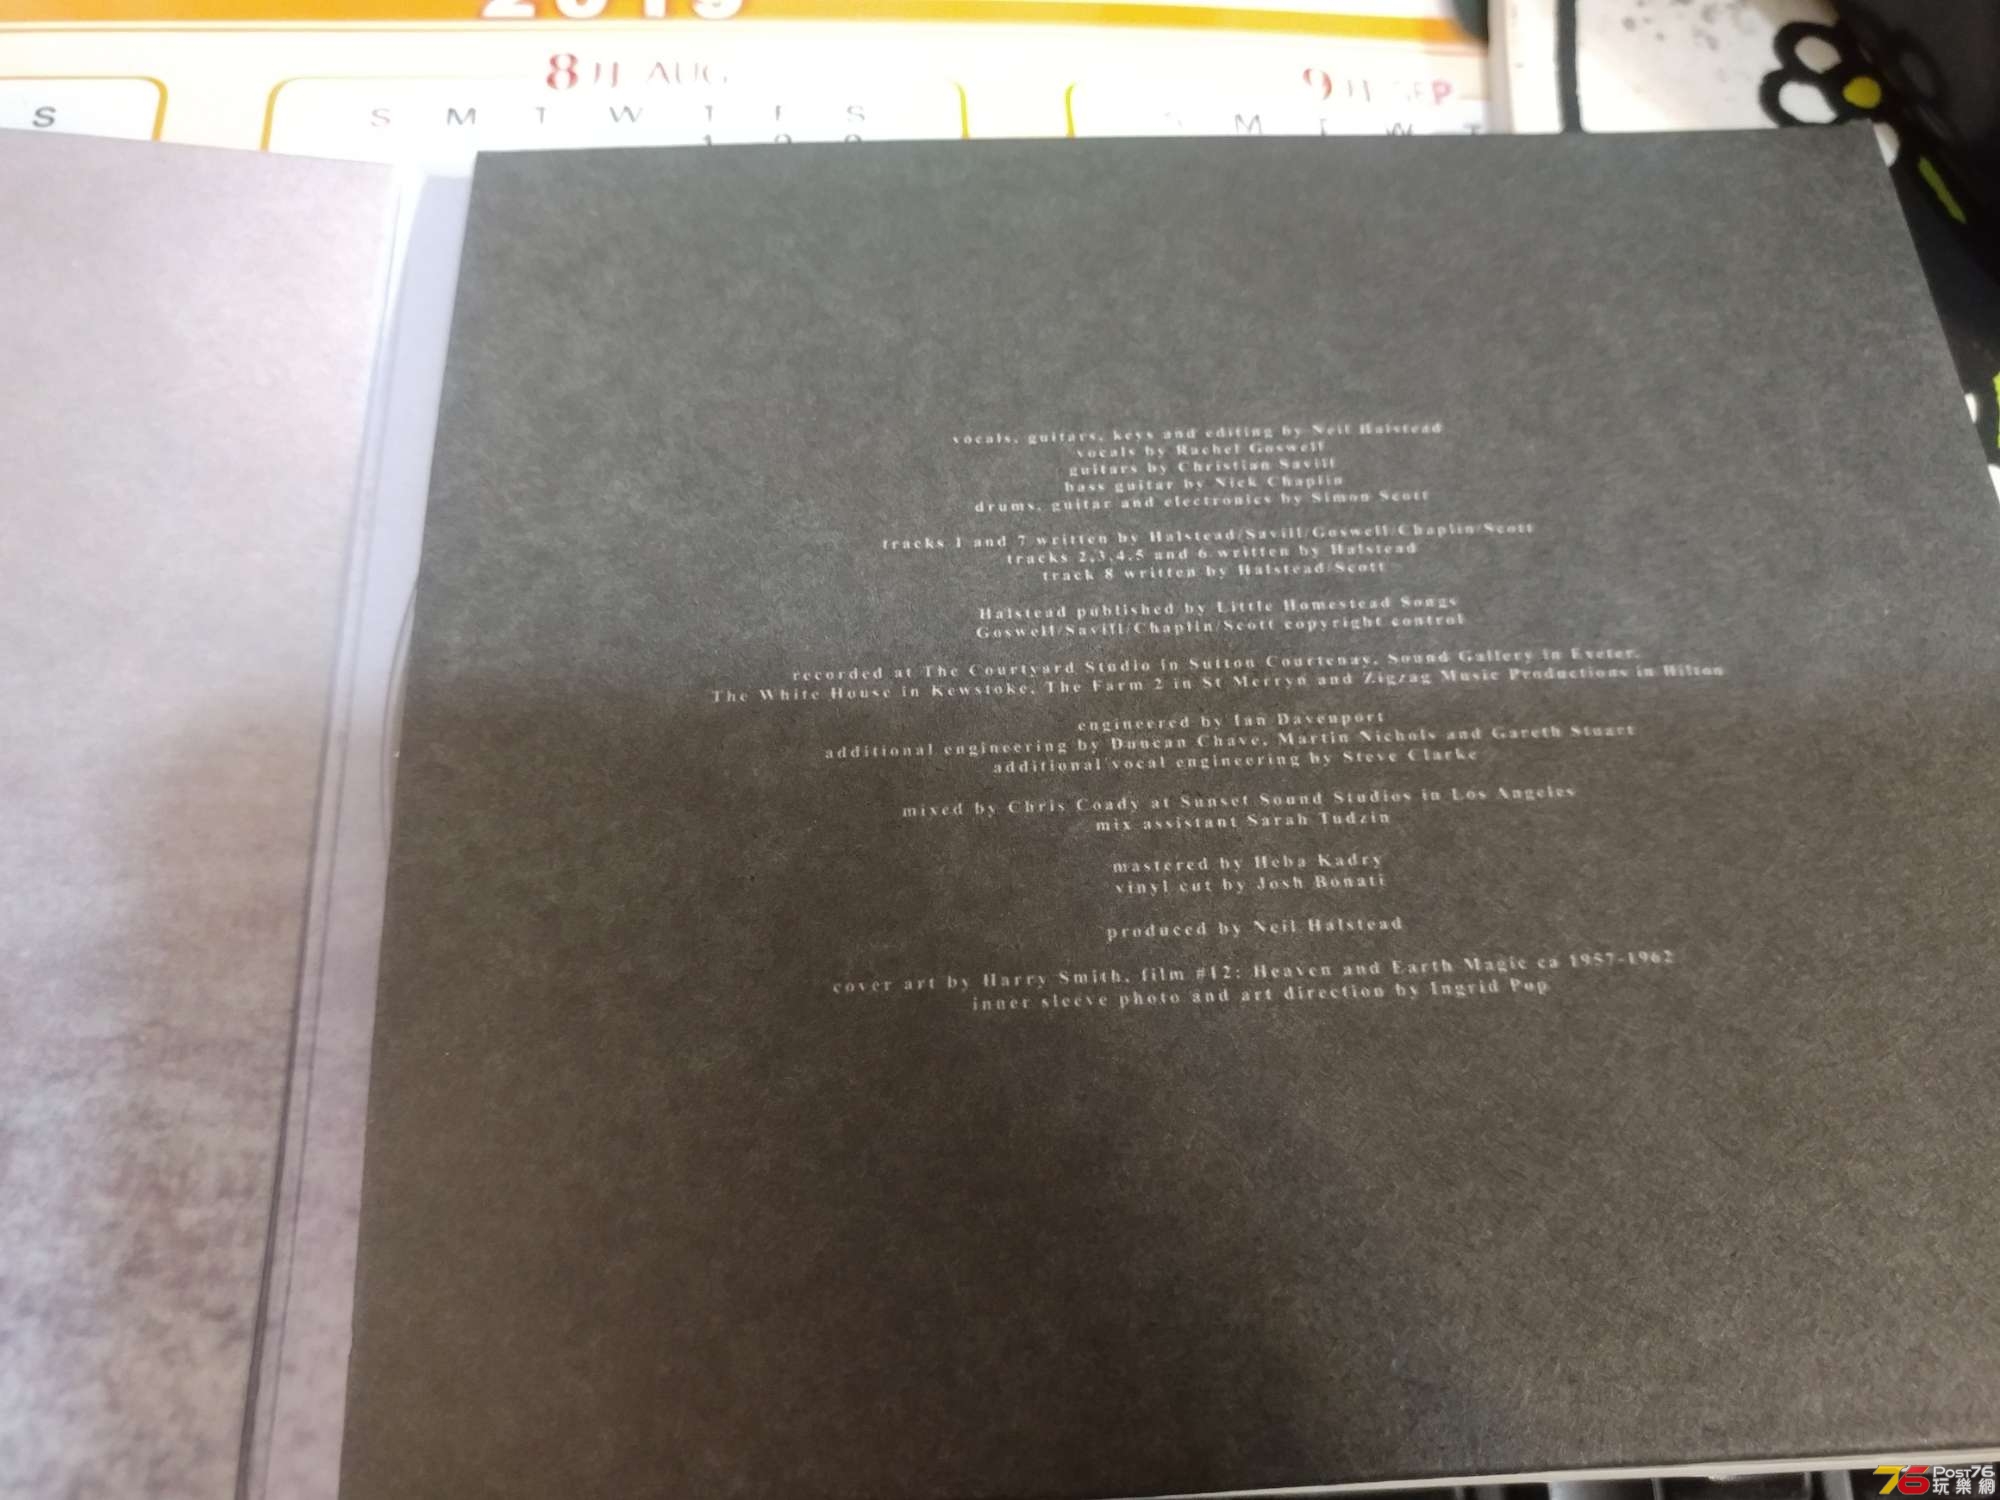 2019
8月 AUG
9月 SEP
S
S M T W T F S
M T W T
vocals, guitars, keys and editing by Neil Halstead
vocals by Rachel Goswell
guitars by Christian Savill
bass guitar by Nick Chaplin
drums, guitar and electronics by Simon Scott
tracks 1 and 7 written by Halstead/Savill/Goswell/Chaplin/Scott
tracks 2,3,4,5 and 6 written by Halstead
track 8 written by Halstead/Scott
Halstead published by Little Homestead Songs
Goswell/Savill/Chaplin/Scott copyright control
recorded at The Courtyard Studio in Sutton Courtenay, Sound Gallery in Exeter,
The White House in Kewstoke, The Farm 2 in St Merryn and Zigzag Music Productions in Hilton
engineered by Ian Davenport
additional engineering by Duncan Chave, Martin Nichols and Gareth Stuart
additional vocal engineering by Steve Clarke
mixed by Chris Coady at Sunset Sound Studios in Los Angeles
mix assistant Sarah Tudzin
mastered by Heba Kadry
vinyl cut by Josh Bonati
produced by Neil Halstead
cover art by Harry Smith, film #12: Heaven and Earth Magic ca 1957-1962
inner sleeve photo and art direction by Ingrid Pop
76 Post76
玩樂網